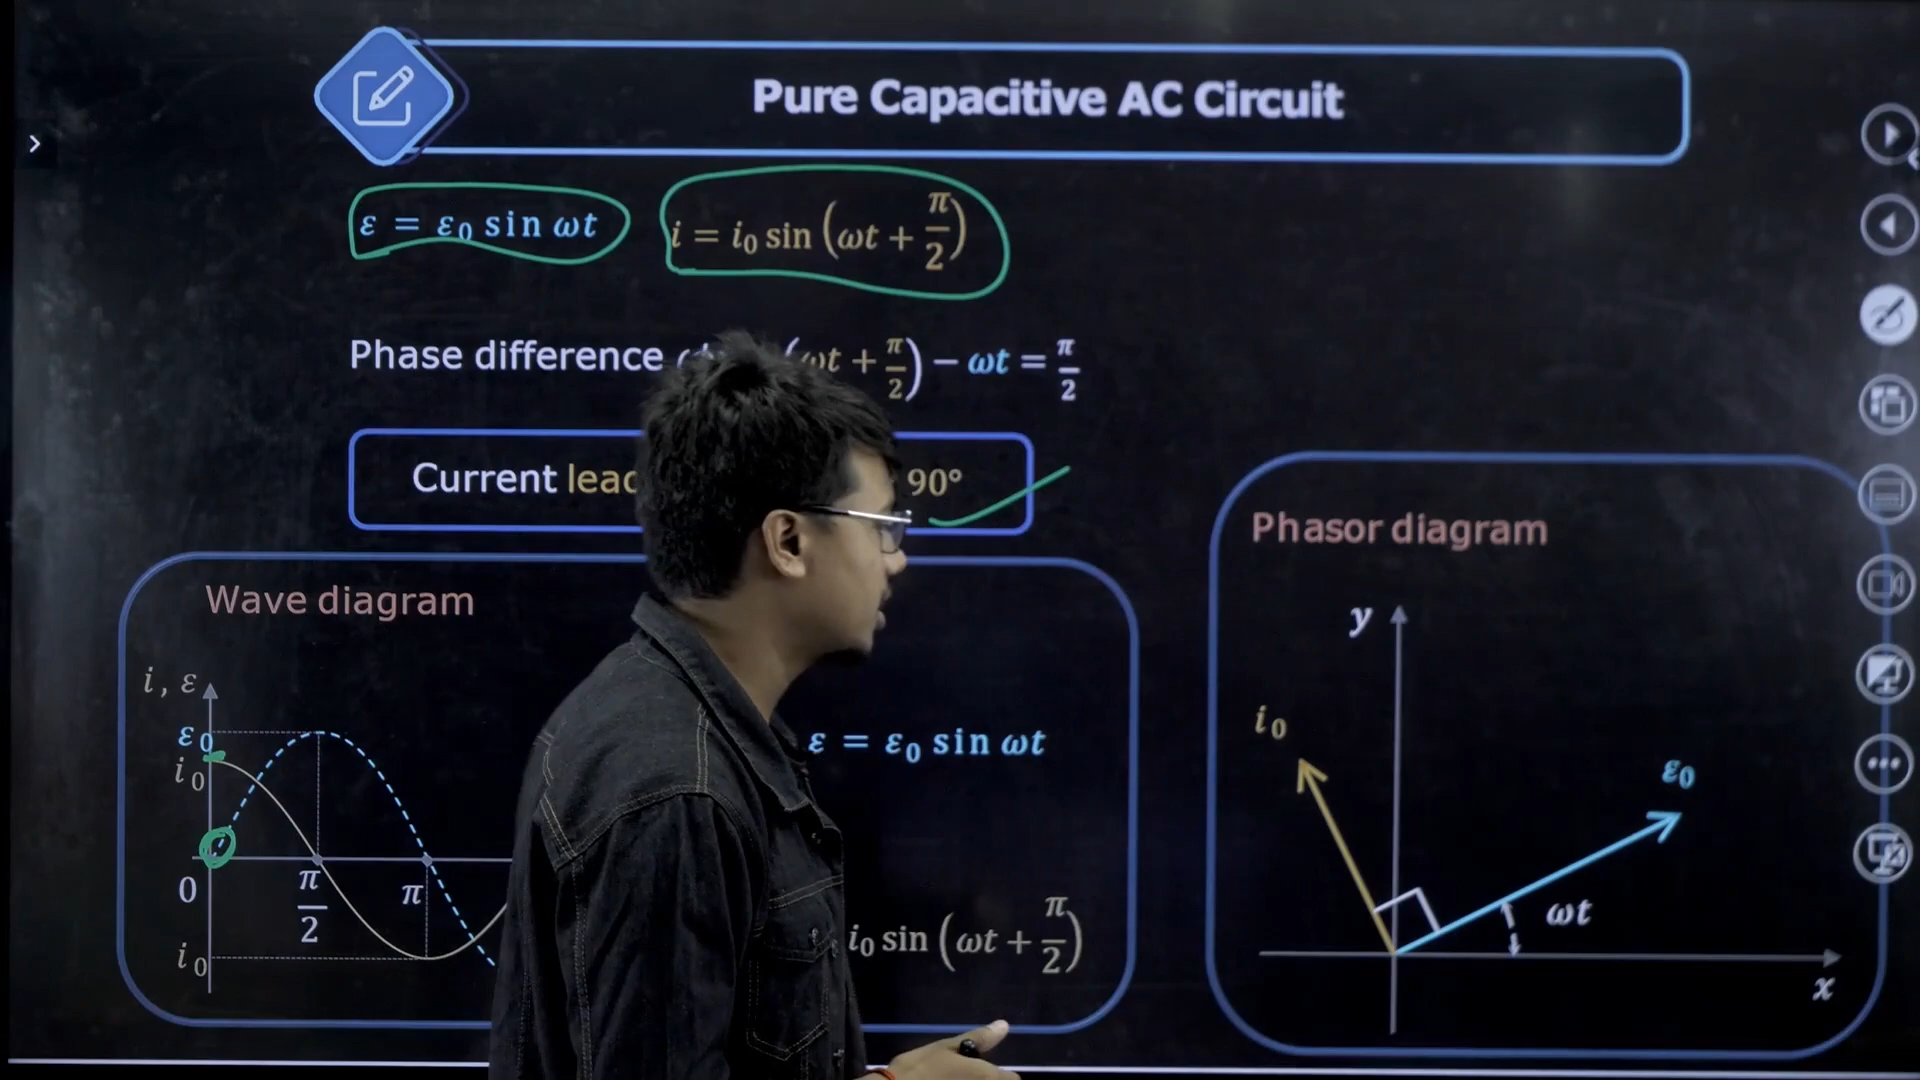 Pure Capacitive AC Circuit
ε = ε₀ sin ωt
i = i₀ sin (ωt + π/2)
Phase difference (ωt + π/2) − ωt = π/2
Current 90°
Wave diagram
i, ε
ε₀
i₀
0
π/2
π
i₀
ε = ε₀ sin ωt
i₀ sin (ωt + π/2)
Phasor diagram
y
i₀
ε₀
ωt
x